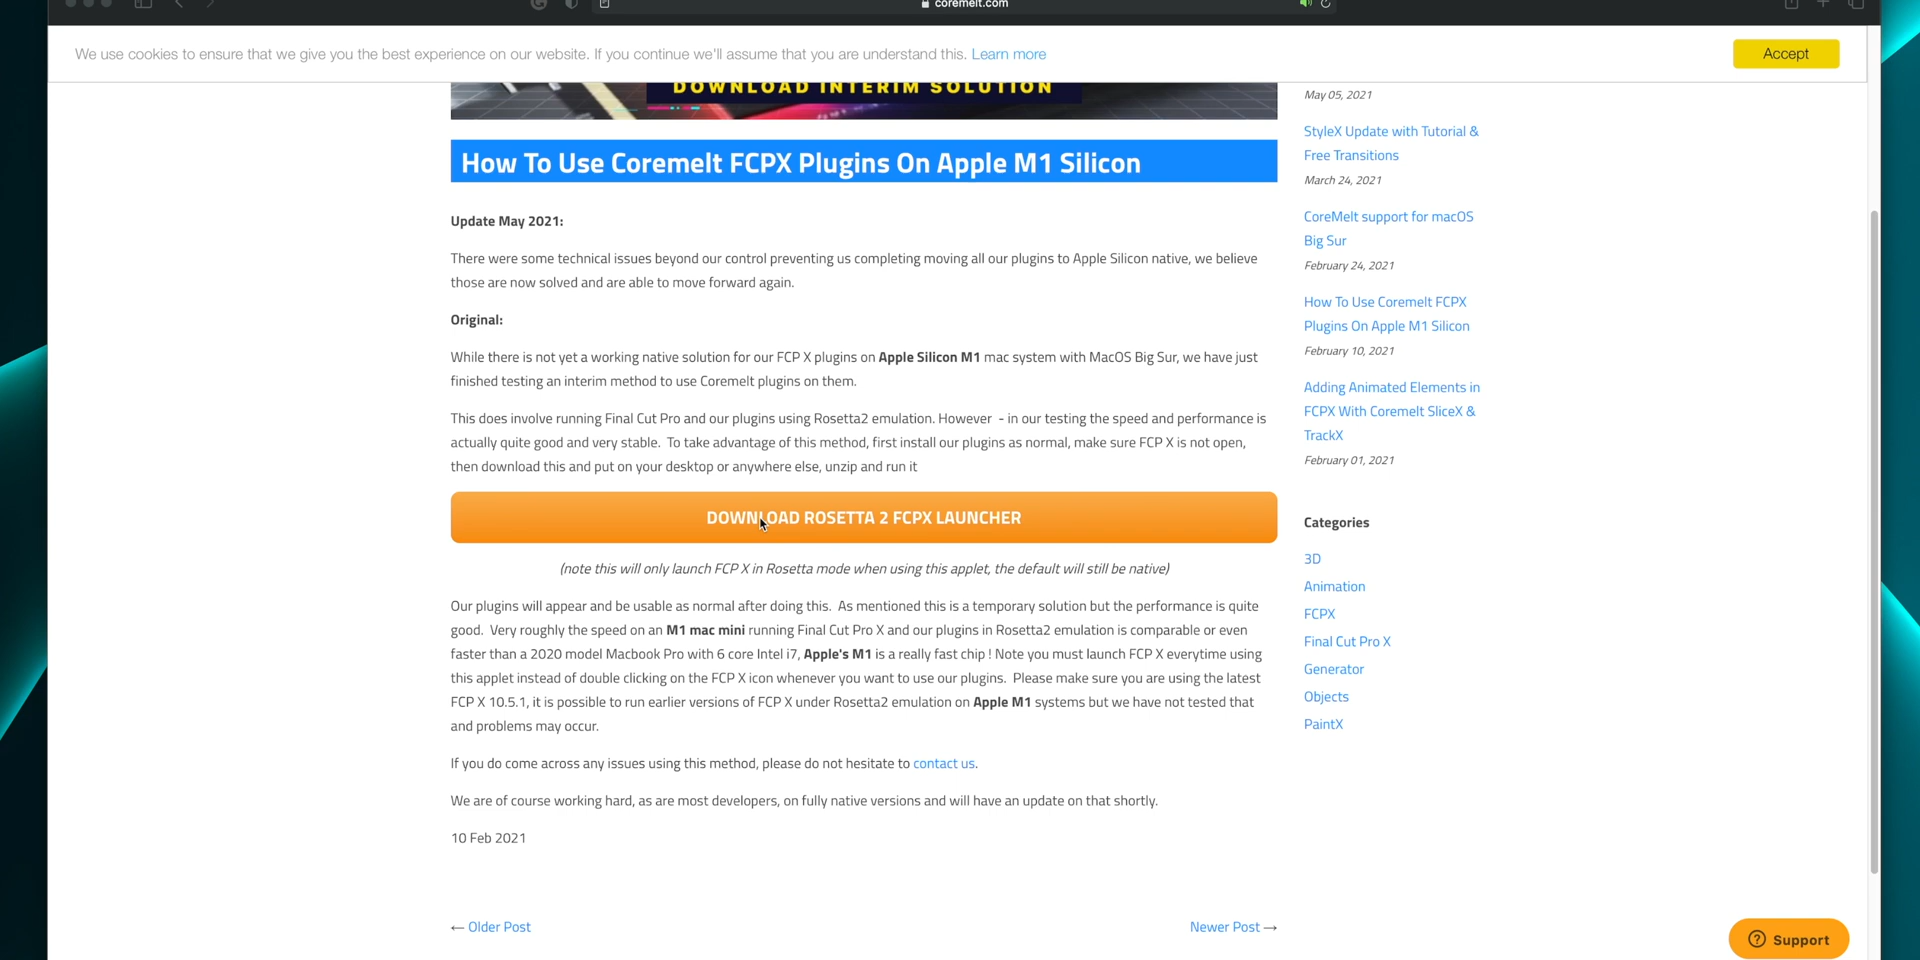 coremelt.com
We use cookies to ensure that we give you the best experience on our website. If you continue we'll assume that you are understand this. Learn more
Accept
DOWNLOAD INTERIM SOLUTION
How To Use Coremelt FCPX Plugins On Apple M1 Silicon
Update May 2021:
There were some technical issues beyond our control preventing us completing moving all our plugins to Apple Silicon native, we believe
those are now solved and are able to move forward again.
Original:
While there is not yet a working native solution for our FCP X plugins on Apple Silicon M1 mac system with MacOS Big Sur, we have just
finished testing an interim method to use Coremelt plugins on them.
This does involve running Final Cut Pro and our plugins using Rosetta2 emulation. However - in our testing the speed and performance is
actually quite good and very stable. To take advantage of this method, first install our plugins as normal, make sure FCP X is not open,
then download this and put on your desktop or anywhere else, unzip and run it
DOWNLOAD ROSETTA 2 FCPX LAUNCHER
(note this will only launch FCP X in Rosetta mode when using this applet, the default will still be native)
Our plugins will appear and be usable as normal after doing this. As mentioned this is a temporary solution but the performance is quite
good. Very roughly the speed on an M1 mac mini running Final Cut Pro X and our plugins in Rosetta2 emulation is comparable or even
faster than a 2020 model Macbook Pro with 6 core Intel i7, Apple's M1 is a really fast chip ! Note you must launch FCP X everytime using
this applet instead of double clicking on the FCP X icon whenever you want to use our plugins. Please make sure you are using the latest
FCP X 10.5.1, it is possible to run earlier versions of FCP X under Rosetta2 emulation on Apple M1 systems but we have not tested that
and problems may occur.
If you do come across any issues using this method, please do not hesitate to contact us.
We are of course working hard, as are most developers, on fully native versions and will have an update on that shortly.
10 Feb 2021
← Older Post
Newer Post →
May 05, 2021
StyleX Update with Tutorial &
Free Transitions
March 24, 2021
CoreMelt support for macOS
Big Sur
February 24, 2021
How To Use Coremelt FCPX
Plugins On Apple M1 Silicon
February 10, 2021
Adding Animated Elements in
FCPX With Coremelt SliceX &
TrackX
February 01, 2021
Categories
3D
Animation
FCPX
Final Cut Pro X
Generator
Objects
PaintX
Support